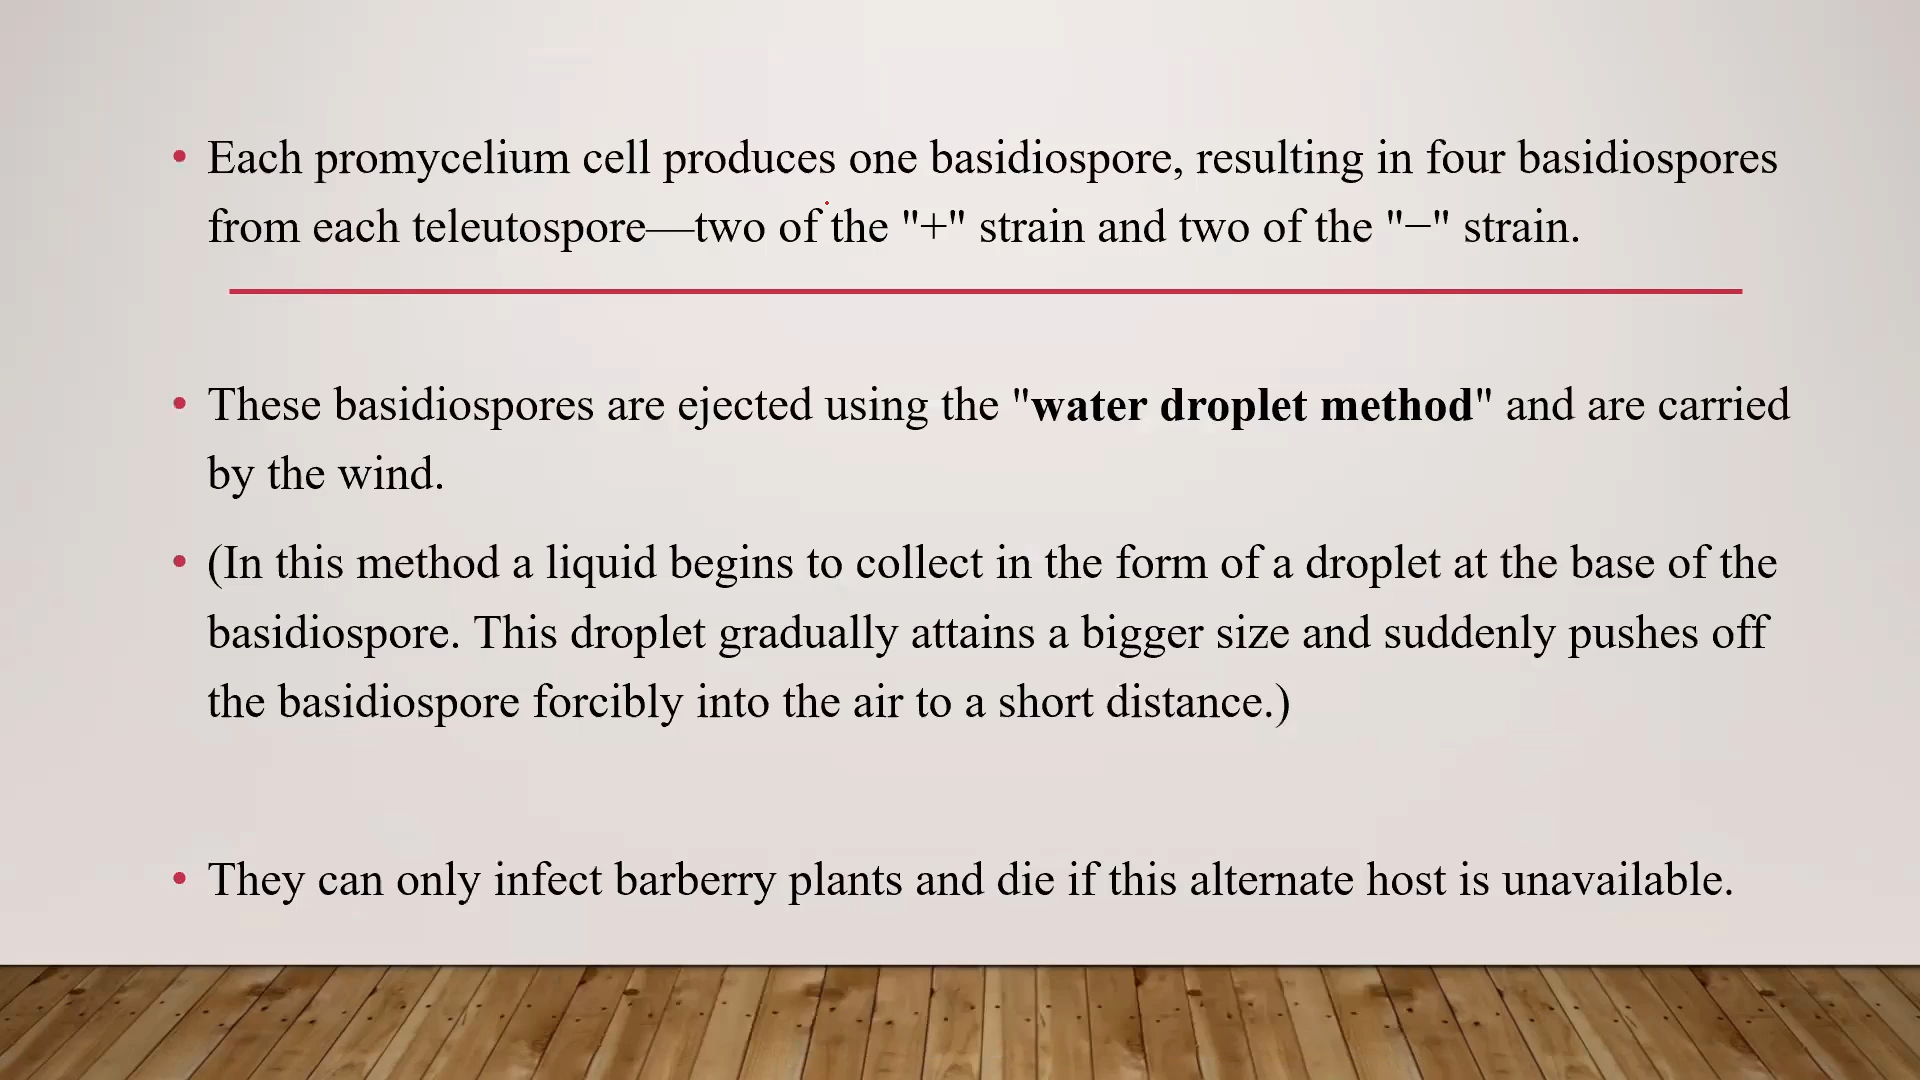 • Each promycelium cell produces one basidiospore, resulting in four basidiospores
from each teleutospore—two of the "+" strain and two of the "−" strain.
• These basidiospores are ejected using the "water droplet method" and are carried
by the wind.
• (In this method a liquid begins to collect in the form of a droplet at the base of the
basidiospore. This droplet gradually attains a bigger size and suddenly pushes off
the basidiospore forcibly into the air to a short distance.)
• They can only infect barberry plants and die if this alternate host is unavailable.